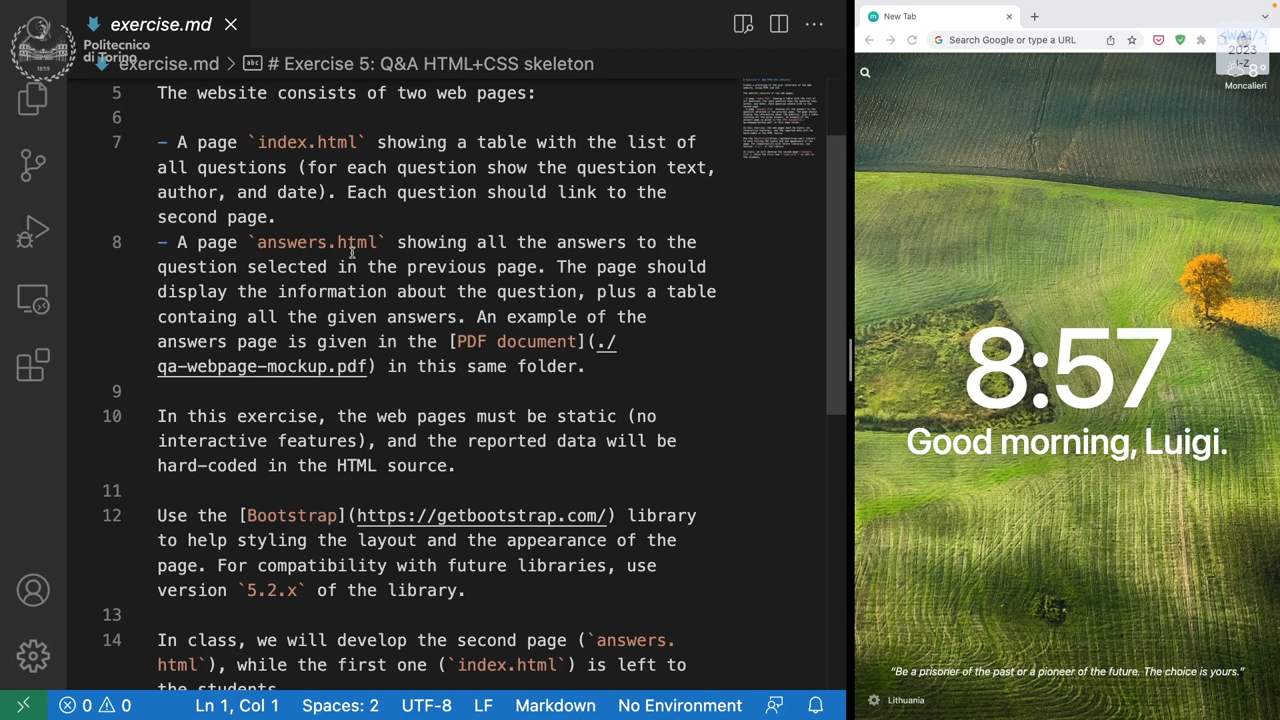 exercise.md
Politecnico
di Torino
1859
exercise.md > # Exercise 5: Q&A HTML+CSS skeleton
5 The website consists of two web pages:
6
7 - A page `index.html` showing a table with the list of
all questions (for each question show the question text,
author, and date). Each question should link to the
second page.
8 - A page `answers.html` showing all the answers to the
question selected in the previous page. The page should
display the information about the question, plus a table
containg all the given answers. An example of the
answers page is given in the [PDF document](./
qa-webpage-mockup.pdf) in this same folder.
9
10 In this exercise, the web pages must be static (no
interactive features), and the reported data will be
hard-coded in the HTML source.
11
12 Use the [Bootstrap](https://getbootstrap.com/) library
to help styling the layout and the appearance of the
page. For compatibility with future libraries, use
version `5.2.x` of the library.
13
14 In class, we will develop the second page (`answers.
html`), while the first one (`index.html`) is left to
the students.
0 0 Ln 1, Col 1 Spaces: 2 UTF-8 LF Markdown No Environment
New Tab
Search Google or type a URL
2023
I-Z
8°
Moncalieri
8:57
Good morning, Luigi.
“Be a prisoner of the past or a pioneer of the future. The choice is yours.”
Lithuania